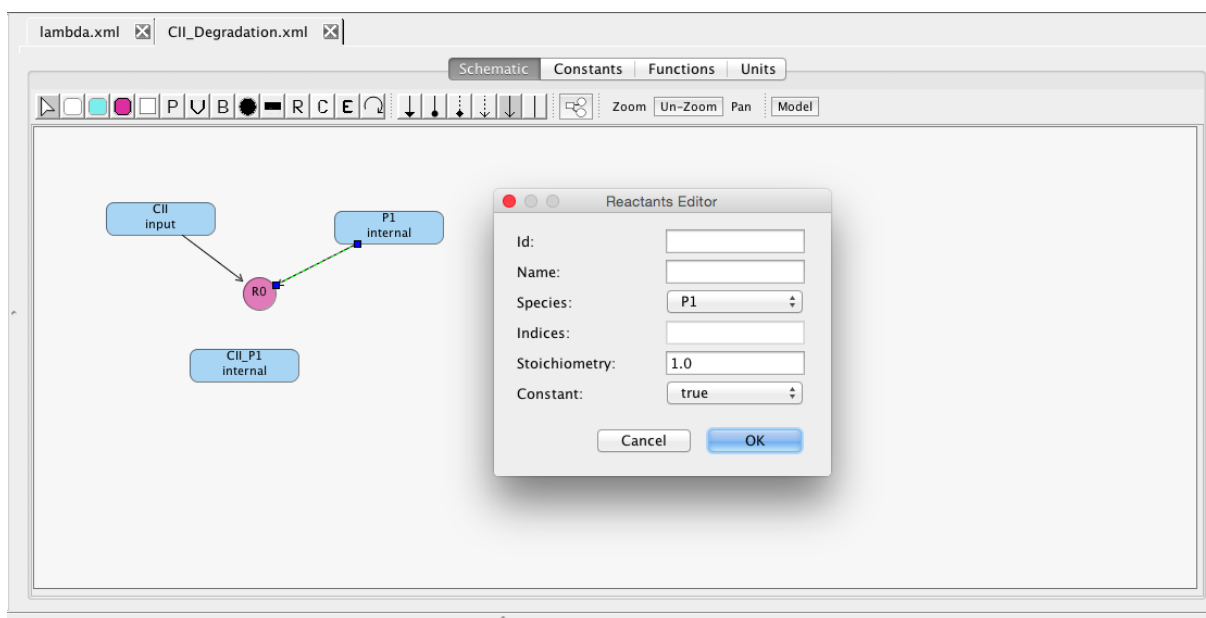 lambda.xml CII_Degradation.xml
Schematic Constants Functions Units
P V B R C E Zoom Un-Zoom Pan Model
CII
input
P1
internal
R0
CII_P1
internal
Reactants Editor
Id:
Name:
Species: P1
Indices:
Stoichiometry: 1.0
Constant: true
Cancel OK